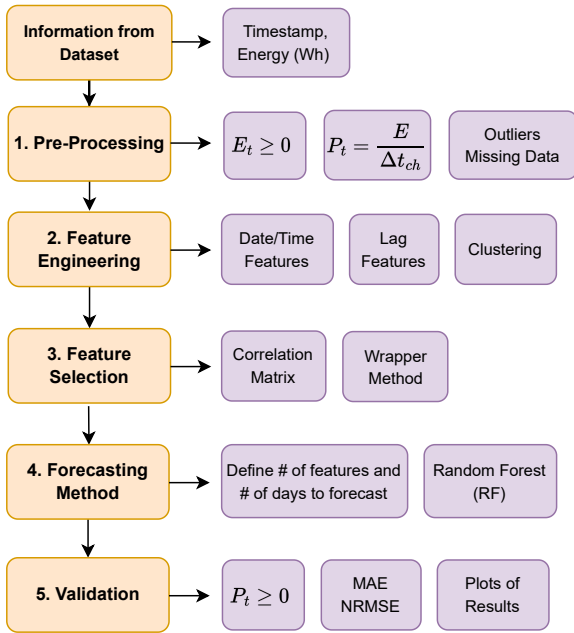 Information from
Dataset
Timestamp,
Energy (Wh)
1. Pre-Processing
E_t ≥ 0
P_t = E / Δt_ch
Outliers
Missing Data
2. Feature
Engineering
Date/Time
Features
Lag
Features
Clustering
3. Feature
Selection
Correlation
Matrix
Wrapper
Method
4. Forecasting
Method
Define # of features and
# of days to forecast
Random Forest
(RF)
5. Validation
P_t ≥ 0
MAE
NRMSE
Plots of
Results